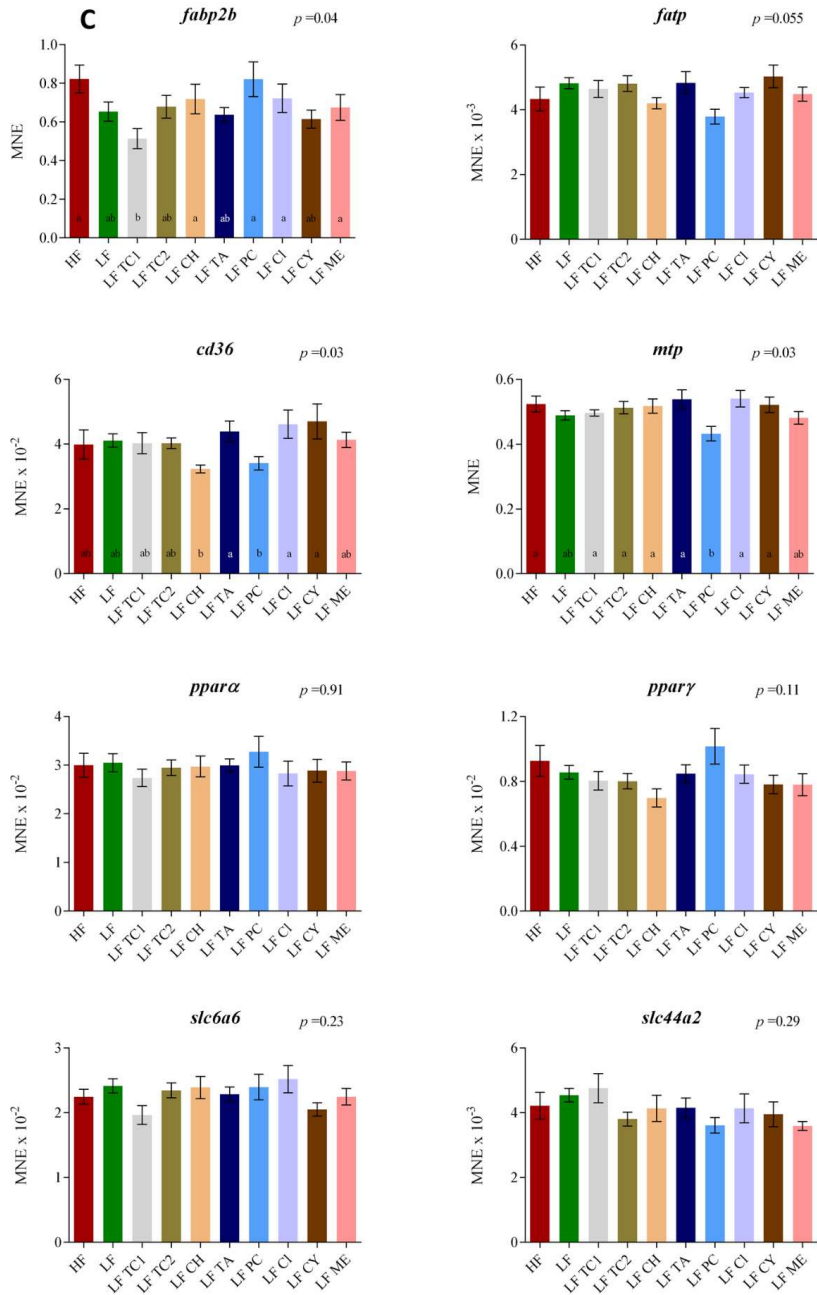 C
fabp2b p =0.04
1.0
0.8
0.6
0.4
0.2
0.0
MNE
a ab b ab a ab a a ab a
HF LF LF TC1 LF TC2 LF CH LF TA LF PC LF CI LF CY LF ME
fatp p =0.055
6
4
2
0
MNE x 10-3
HF LF LF TC1 LF TC2 LF CH LF TA LF PC LF CI LF CY LF ME
cd36 p =0.03
6
4
2
0
MNE x 10-2
ab ab ab ab b a b a a ab
HF LF LF TC1 LF TC2 LF CH LF TA LF PC LF CI LF CY LF ME
mtp p =0.03
0.6
0.4
0.2
0.0
MNE
a ab a a a a b a a ab
HF LF LF TC1 LF TC2 LF CH LF TA LF PC LF CI LF CY LF ME
pparα p =0.91
4
3
2
1
0
MNE x 10-2
HF LF LF TC1 LF TC2 LF CH LF TA LF PC LF CI LF CY LF ME
pparγ p =0.11
1.2
0.8
0.4
0.0
MNE x 10-2
HF LF LF TC1 LF TC2 LF CH LF TA LF PC LF CI LF CY LF ME
slc6a6 p =0.23
3
2
1
0
MNE x 10-2
HF LF LF TC1 LF TC2 LF CH LF TA LF PC LF CI LF CY LF ME
slc44a2 p =0.29
6
4
2
0
MNE x 10-3
HF LF LF TC1 LF TC2 LF CH LF TA LF PC LF CI LF CY LF ME